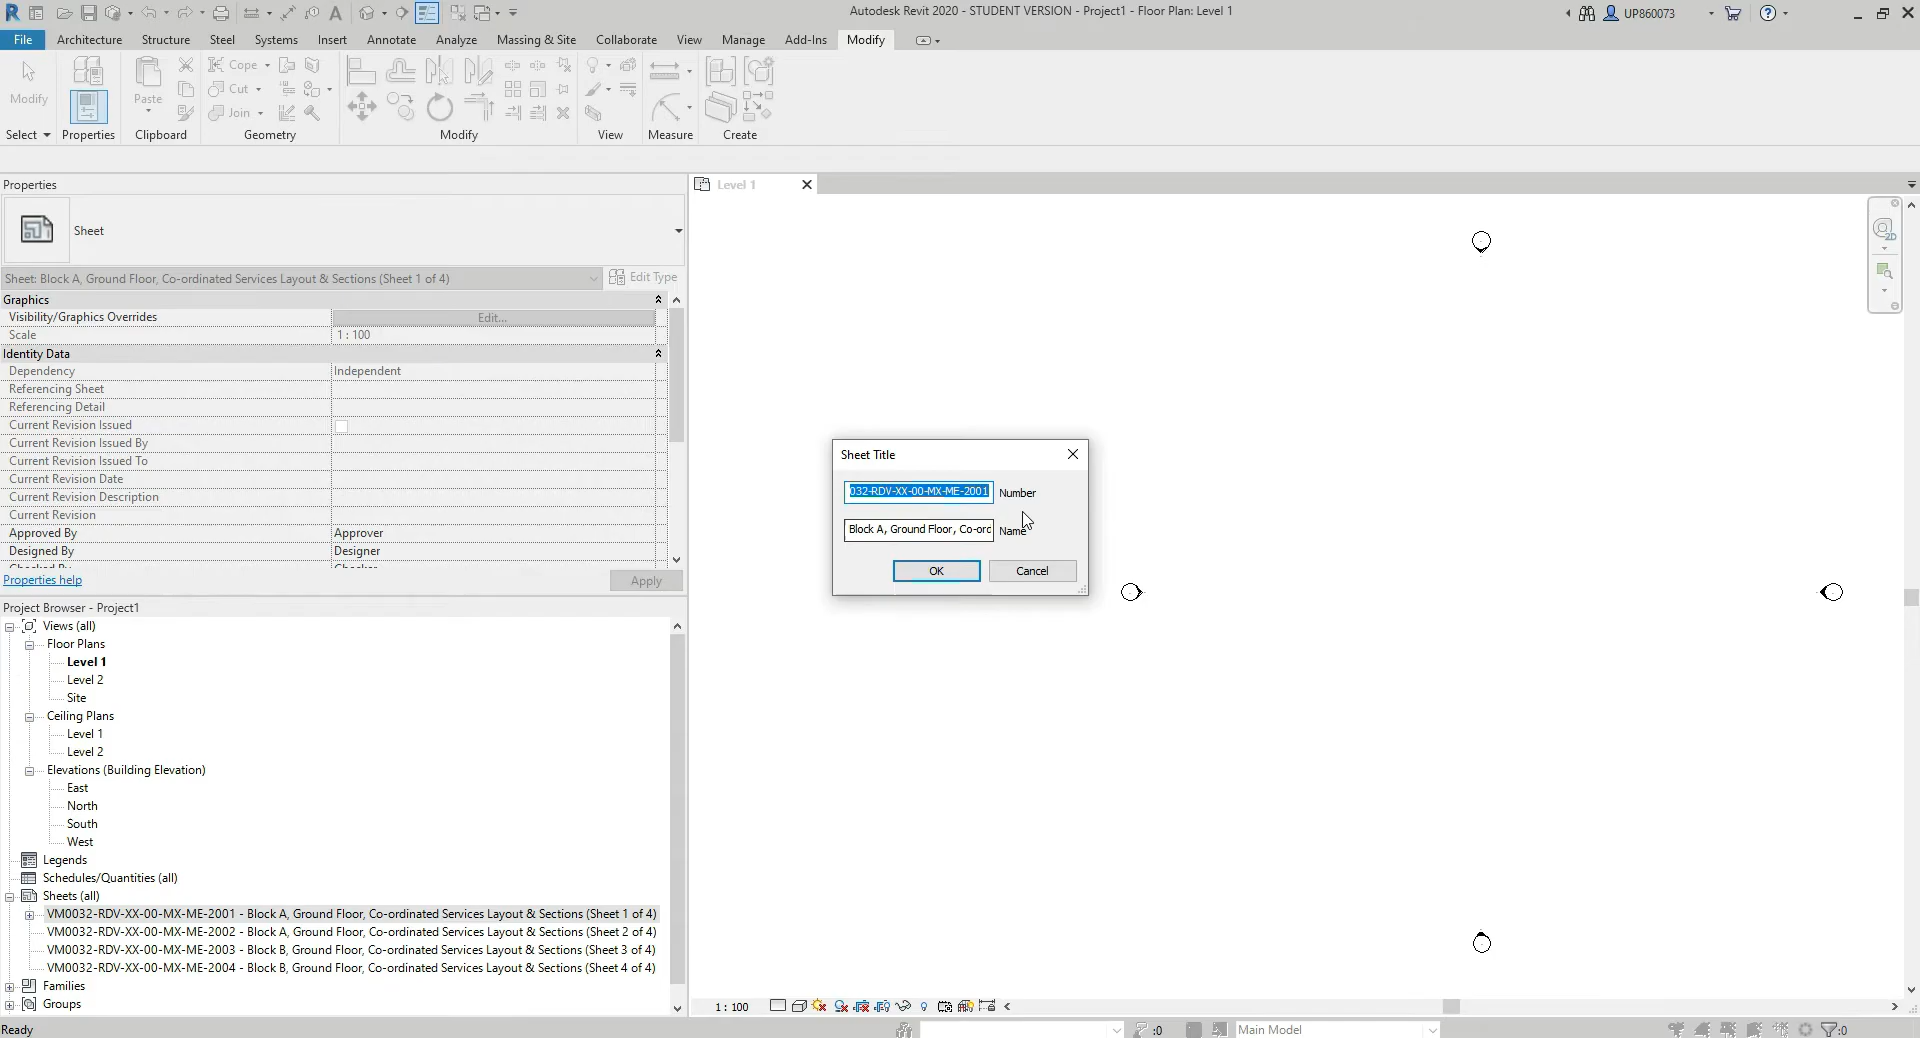 Autodesk Revit 2020 - STUDENT VERSION - Project1 - Floor Plan: Level 1
UP860073
File Architecture Structure Steel Systems Insert Annotate Analyze Massing & Site Collaborate View Manage Add-Ins Modify
Modify Paste Cope Cut Join
Select Properties Clipboard Geometry Modify View Measure Create
Properties
Level 1
Sheet
Sheet: Block A, Ground Floor, Co-ordinated Services Layout & Sections (Sheet 1 of 4) Edit Type
Graphics
Visibility/Graphics Overrides Edit...
Scale 1 : 100
Identity Data
Dependency Independent
Referencing Sheet
Referencing Detail
Current Revision Issued
Current Revision Issued By
Current Revision Issued To
Current Revision Date
Current Revision Description
Current Revision
Approved By Approver
Designed By Designer
Properties help Apply
Sheet Title
032-RDV-XX-00-MX-ME-2001 Number
Block A, Ground Floor, Co-orc Name
OK Cancel
Project Browser - Project1
Views (all)
Floor Plans
Level 1
Level 2
Site
Ceiling Plans
Level 1
Level 2
Elevations (Building Elevation)
East
North
South
West
Legends
Schedules/Quantities (all)
Sheets (all)
VM0032-RDV-XX-00-MX-ME-2001 - Block A, Ground Floor, Co-ordinated Services Layout & Sections (Sheet 1 of 4)
VM0032-RDV-XX-00-MX-ME-2002 - Block A, Ground Floor, Co-ordinated Services Layout & Sections (Sheet 2 of 4)
VM0032-RDV-XX-00-MX-ME-2003 - Block B, Ground Floor, Co-ordinated Services Layout & Sections (Sheet 3 of 4)
VM0032-RDV-XX-00-MX-ME-2004 - Block B, Ground Floor, Co-ordinated Services Layout & Sections (Sheet 4 of 4)
Families
Groups
1 : 100
Ready
:0
Main Model
:0